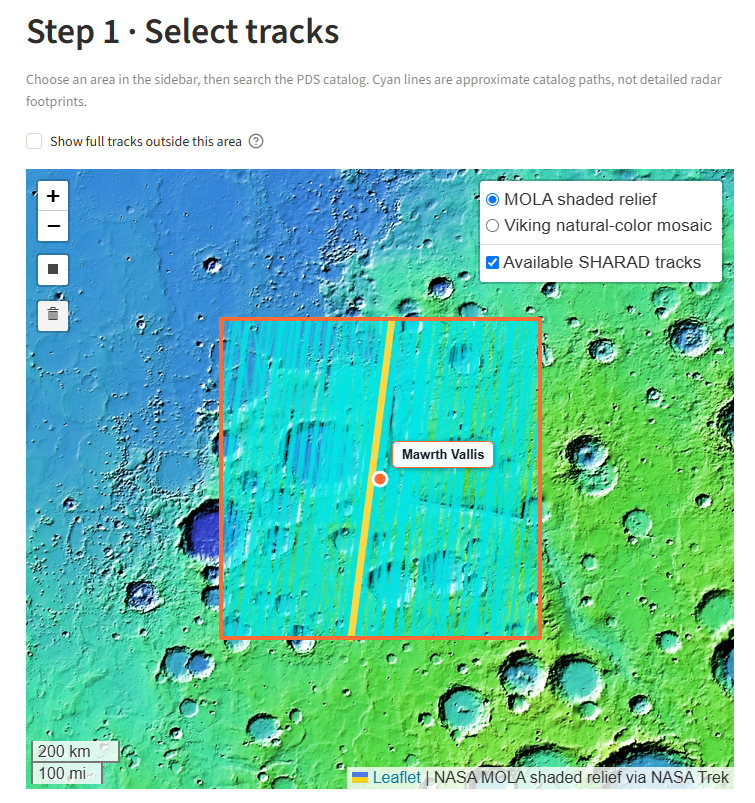 Step 1 · Select tracks
Choose an area in the sidebar, then search the PDS catalog. Cyan lines are approximate catalog paths, not detailed radar
footprints.
Show full tracks outside this area ?
+
−
MOLA shaded relief
Viking natural-color mosaic
Available SHARAD tracks
Mawrth Vallis
200 km
100 mi
Leaflet | NASA MOLA shaded relief via NASA Trek